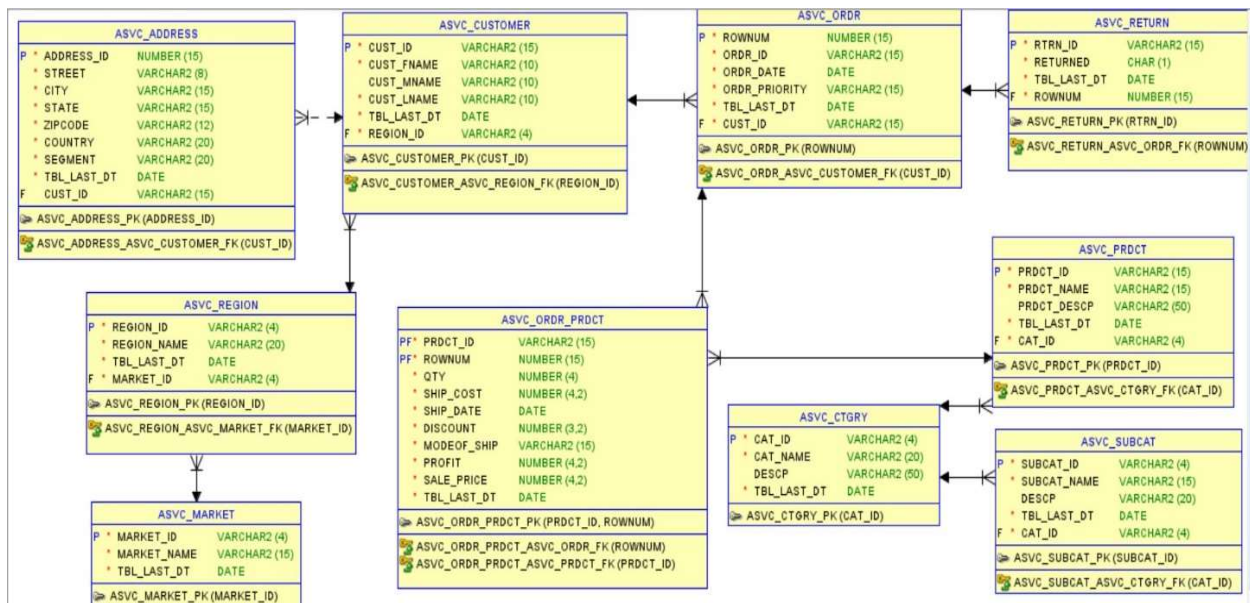 ASVC_ADDRESS
P * ADDRESS_ID NUMBER (15)
* STREET VARCHAR2 (8)
* CITY VARCHAR2 (15)
* STATE VARCHAR2 (15)
* ZIPCODE VARCHAR2 (12)
* COUNTRY VARCHAR2 (20)
* SEGMENT VARCHAR2 (20)
* TBL_LAST_DT DATE
F CUST_ID VARCHAR2 (15)
ASVC_ADDRESS_PK (ADDRESS_ID)
ASVC_ADDRESS_ASVC_CUSTOMER_FK (CUST_ID)
ASVC_CUSTOMER
P * CUST_ID VARCHAR2 (15)
* CUST_FNAME VARCHAR2 (10)
CUST_MNAME VARCHAR2 (10)
* CUST_LNAME VARCHAR2 (10)
* TBL_LAST_DT DATE
F * REGION_ID VARCHAR2 (4)
ASVC_CUSTOMER_PK (CUST_ID)
ASVC_CUSTOMER_ASVC_REGION_FK (REGION_ID)
ASVC_ORDR
P * ROWNUM NUMBER (15)
* ORDR_ID VARCHAR2 (15)
* ORDR_DATE DATE
* ORDR_PRIORITY VARCHAR2 (15)
* TBL_LAST_DT DATE
F * CUST_ID VARCHAR2 (15)
ASVC_ORDR_PK (ROWNUM)
ASVC_ORDR_ASVC_CUSTOMER_FK (CUST_ID)
ASVC_RETURN
P * RTRN_ID VARCHAR2 (15)
* RETURNED CHAR (1)
* TBL_LAST_DT DATE
F * ROWNUM NUMBER (15)
ASVC_RETURN_PK (RTRN_ID)
ASVC_RETURN_ASVC_ORDR_FK (ROWNUM)
ASVC_REGION
P * REGION_ID VARCHAR2 (4)
* REGION_NAME VARCHAR2 (20)
* TBL_LAST_DT DATE
F * MARKET_ID VARCHAR2 (4)
ASVC_REGION_PK (REGION_ID)
ASVC_REGION_ASVC_MARKET_FK (MARKET_ID)
ASVC_MARKET
P * MARKET_ID VARCHAR2 (4)
* MARKET_NAME VARCHAR2 (15)
* TBL_LAST_DT DATE
ASVC_MARKET_PK (MARKET_ID)
ASVC_ORDR_PRDCT
PF* PRDCT_ID VARCHAR2 (15)
PF* ROWNUM NUMBER (15)
* QTY NUMBER (4)
* SHIP_COST NUMBER (4,2)
* SHIP_DATE DATE
* DISCOUNT NUMBER (3,2)
* MODEOF_SHIP VARCHAR2 (15)
* PROFIT NUMBER (4,2)
* SALE_PRICE NUMBER (4,2)
* TBL_LAST_DT DATE
ASVC_ORDR_PRDCT_PK (PRDCT_ID, ROWNUM)
ASVC_ORDR_PRDCT_ASVC_ORDR_FK (ROWNUM)
ASVC_ORDR_PRDCT_ASVC_PRDCT_FK (PRDCT_ID)
ASVC_PRDCT
P * PRDCT_ID VARCHAR2 (15)
* PRDCT_NAME VARCHAR2 (15)
PRDCT_DESCP VARCHAR2 (50)
* TBL_LAST_DT DATE
F * CAT_ID VARCHAR2 (4)
ASVC_PRDCT_PK (PRDCT_ID)
ASVC_PRDCT_ASVC_CTGRY_FK (CAT_ID)
ASVC_CTGRY
P * CAT_ID VARCHAR2 (4)
* CAT_NAME VARCHAR2 (20)
DESCP VARCHAR2 (50)
* TBL_LAST_DT DATE
ASVC_CTGRY_PK (CAT_ID)
ASVC_SUBCAT
P * SUBCAT_ID VARCHAR2 (4)
* SUBCAT_NAME VARCHAR2 (15)
DESCP VARCHAR2 (20)
* TBL_LAST_DT DATE
F * CAT_ID VARCHAR2 (4)
ASVC_SUBCAT_PK (SUBCAT_ID)
ASVC_SUBCAT_ASVC_CTGRY_FK (CAT_ID)